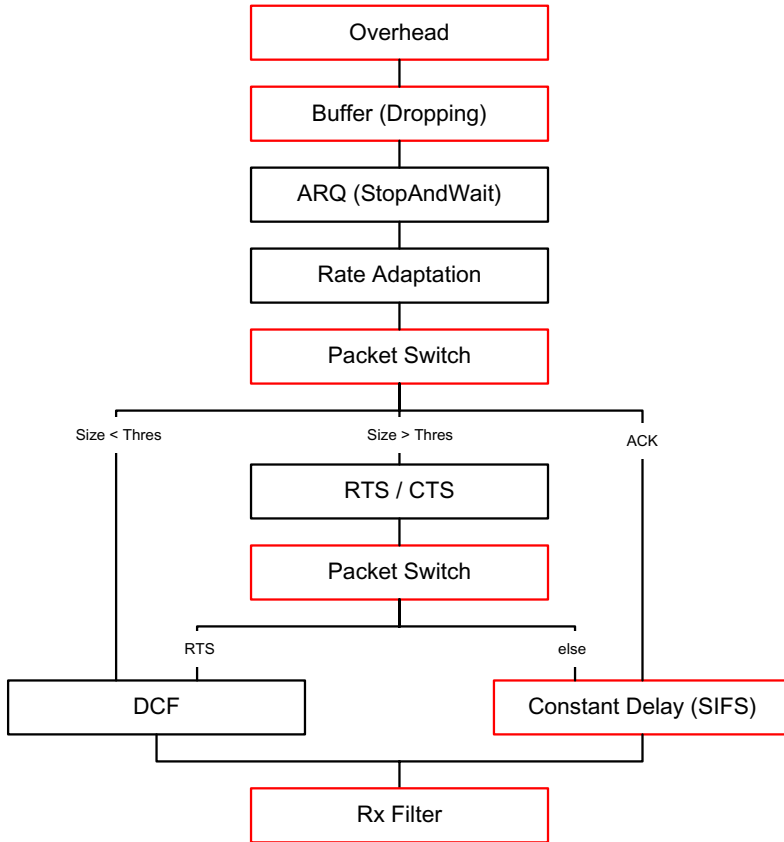 Overhead
Buffer (Dropping)
ARQ (StopAndWait)
Rate Adaptation
Packet Switch
Size < Thres
Size > Thres
ACK
RTS / CTS
Packet Switch
RTS
else
DCF
Constant Delay (SIFS)
Rx Filter